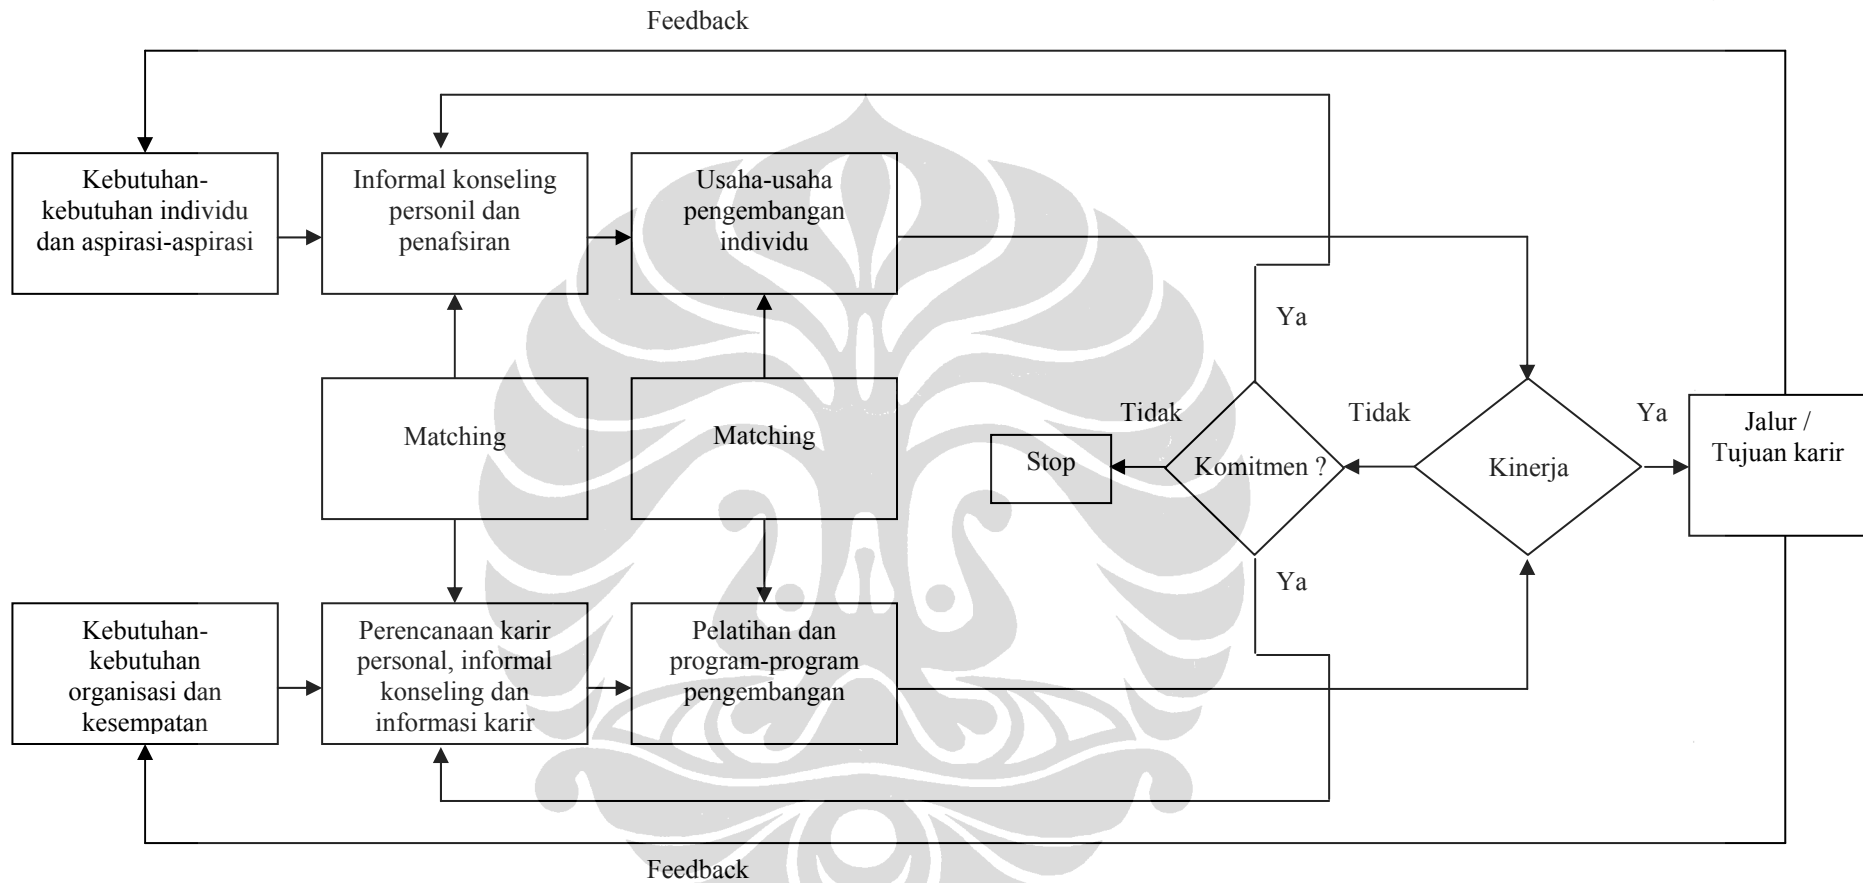 Feedback
Kebutuhan-
kebutuhan individu
dan aspirasi-aspirasi
Informal konseling
personil dan
penafsiran
Usaha-usaha
pengembangan
individu
Ya
Matching
Matching
Tidak
Tidak
Ya
Stop
Komitmen ?
Kinerja
Jalur /
Tujuan karir
Ya
Kebutuhan-
kebutuhan
organisasi dan
kesempatan
Perencanaan karir
personal, informal
konseling dan
informasi karir
Pelatihan dan
program-program
pengembangan
Feedback